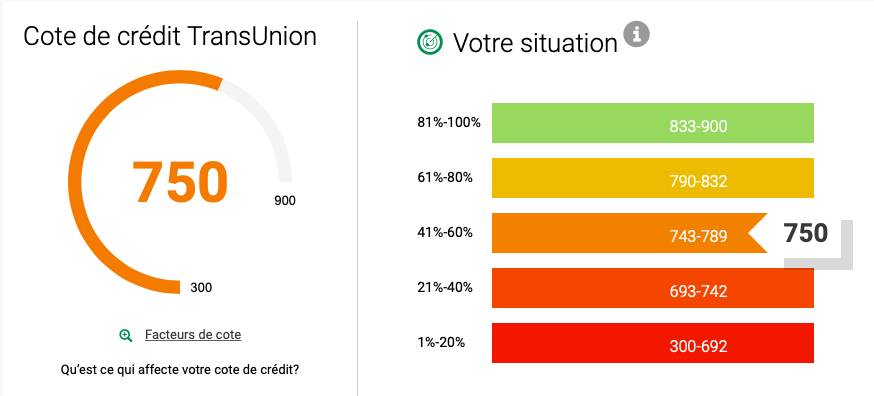 Cote de crédit TransUnion
750
900
300
Facteurs de cote
Qu’est ce qui affecte votre cote de crédit?
Votre situation i
81%-100% 833-900
61%-80% 790-832
41%-60% 743-789 750
21%-40% 693-742
1%-20% 300-692